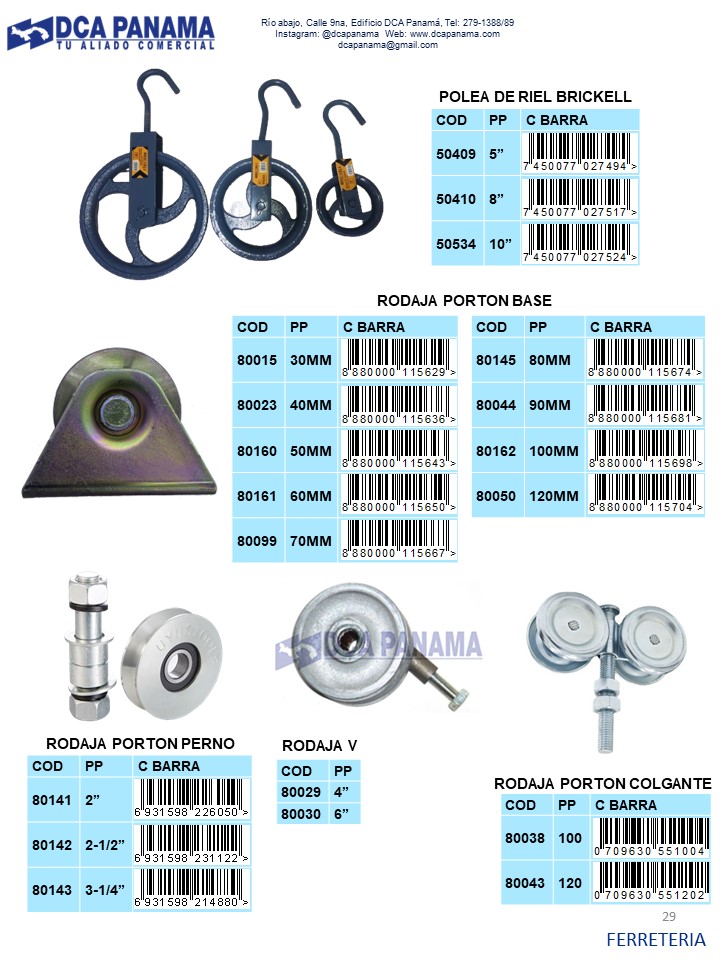 DCA PANAMA
TU ALIADO COMERCIAL
Río abajo, Calle 9na, Edificio DCA Panamá, Tel: 279-1388/89
Instagram: @dcapanama Web: www.dcapanama.com
dcapanama@gmail.com
POLEA DE RIEL BRICKELL
COD PP C BARRA
50409 5” 7 450077 027494 >
50410 8” 7 450077 027517 >
50534 10” 7 450077 027524 >
RODAJA PORTON BASE
COD PP C BARRA
80015 30MM 8 880000 115629 >
80023 40MM 8 880000 115636 >
80160 50MM 8 880000 115643 >
80161 60MM 8 880000 115650 >
80099 70MM 8 880000 115667 >
COD PP C BARRA
80145 80MM 8 880000 115674 >
80044 90MM 8 880000 115681 >
80162 100MM 8 880000 115698 >
80050 120MM 8 880000 115704 >
DCA PANAMA
TU ALIADO COMERCIAL
RODAJA PORTON PERNO
COD PP C BARRA
80141 2” 6 931598 226050 >
80142 2-1/2” 6 931598 231122 >
80143 3-1/4” 6 931598 214880 >
RODAJA V
COD PP
80029 4”
80030 6”
RODAJA PORTON COLGANTE
COD PP C BARRA
80038 100 0 709630 551004 >
80043 120 0 709630 551202 >
29
FERRETERIA